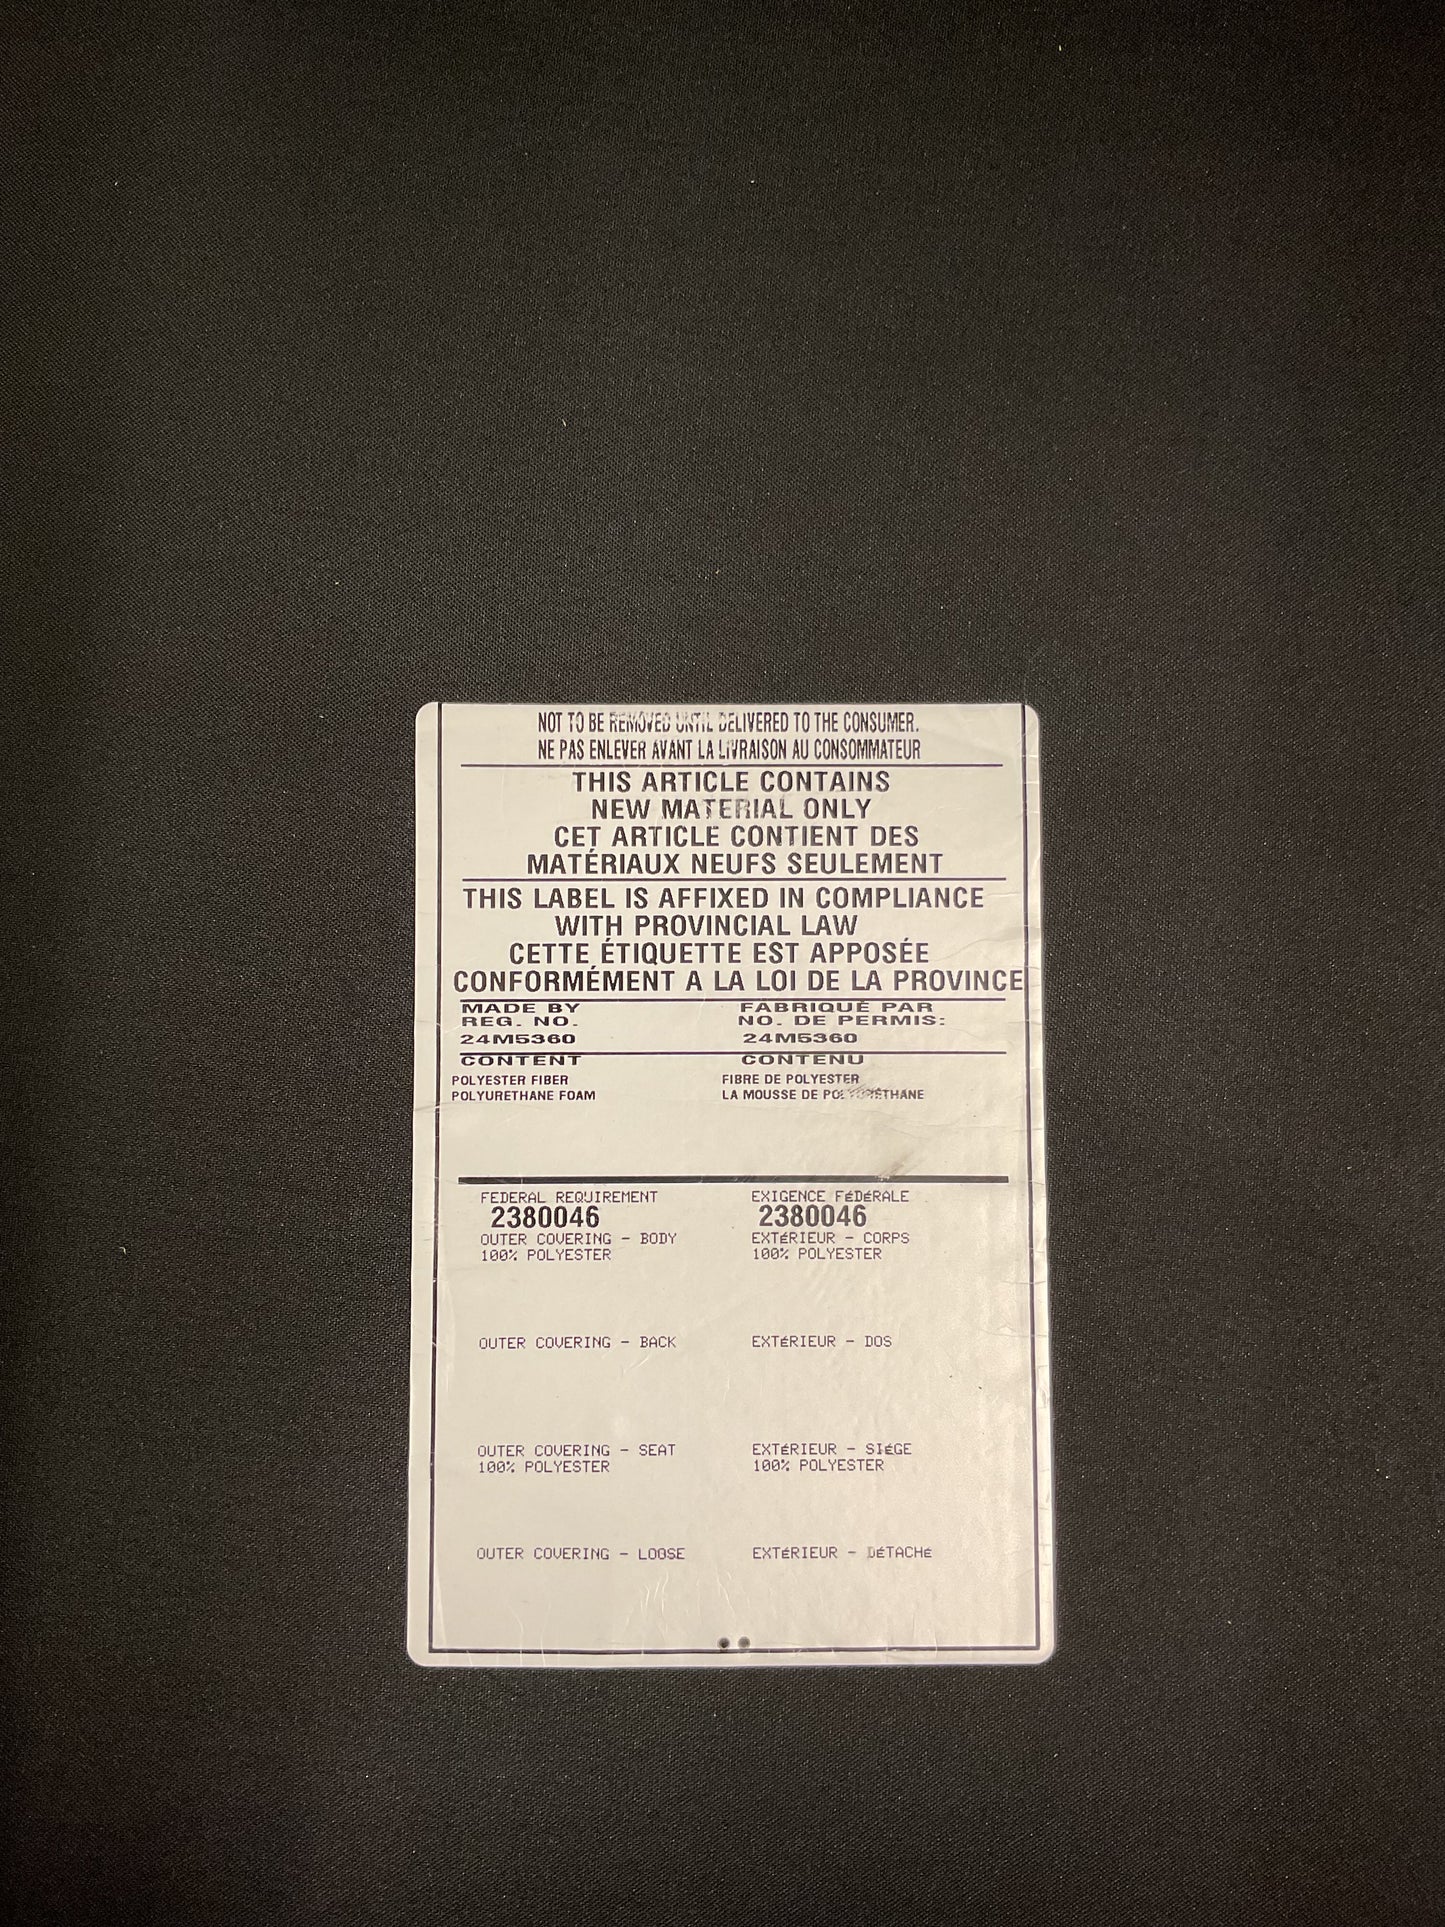 NOT TO BE REMOVED UNTIL DELIVERED TO THE CONSUMER.
NE PAS ENLEVER AVANT LA LIVRAISON AU CONSOMMATEUR
THIS ARTICLE CONTAINS
NEW MATERIAL ONLY
CET ARTICLE CONTIENT DES
MATÉRIAUX NEUFS SEULEMENT
THIS LABEL IS AFFIXED IN COMPLIANCE
WITH PROVINCIAL LAW
CETTE ÉTIQUETTE EST APPOSÉE
CONFORMÉMENT A LA LOI DE LA PROVINCE
MADE BY FABRIQUÉ PAR
REG. NO. NO. DE PERMIS:
24M5360 24M5360
CONTENT CONTENU
POLYESTER FIBER FIBRE DE POLYESTER
POLYURETHANE FOAM LA MOUSSE DE POLYURÉTHANE
FEDERAL REQUIREMENT EXIGENCE FéDéRALE
2380046 2380046
OUTER COVERING - BODY EXTéRIEUR - CORPS
100% POLYESTER 100% POLYESTER
OUTER COVERING - BACK EXTéRIEUR - DOS
OUTER COVERING - SEAT EXTéRIEUR - SIéGE
100% POLYESTER 100% POLYESTER
OUTER COVERING - LOOSE EXTéRIEUR - DéTACHé